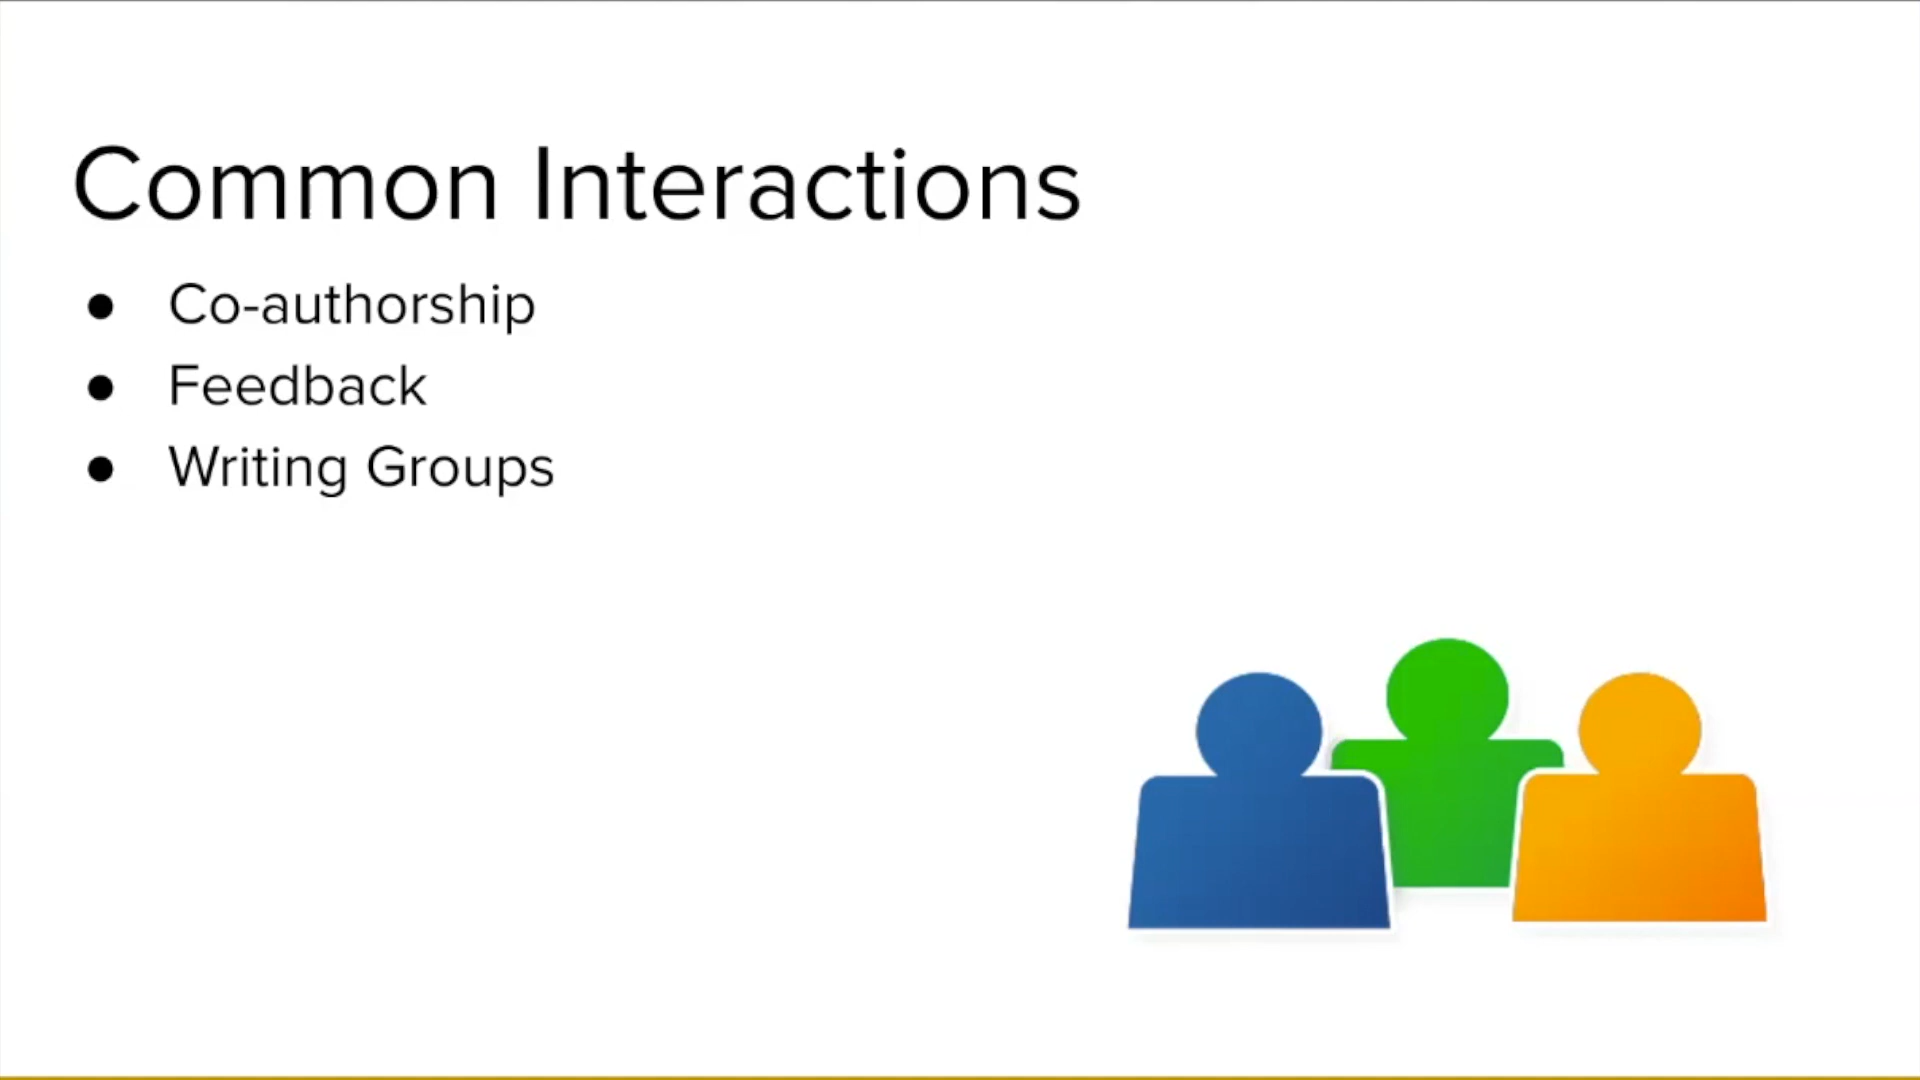 Common Interactions
● Co-authorship
● Feedback
● Writing Groups